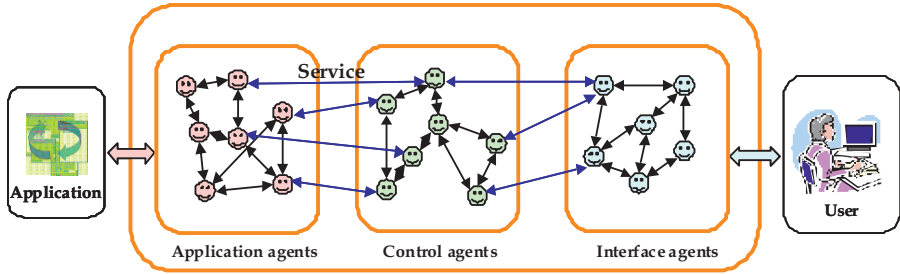 Service
Application
User
Application agents
Control agents
Interface agents